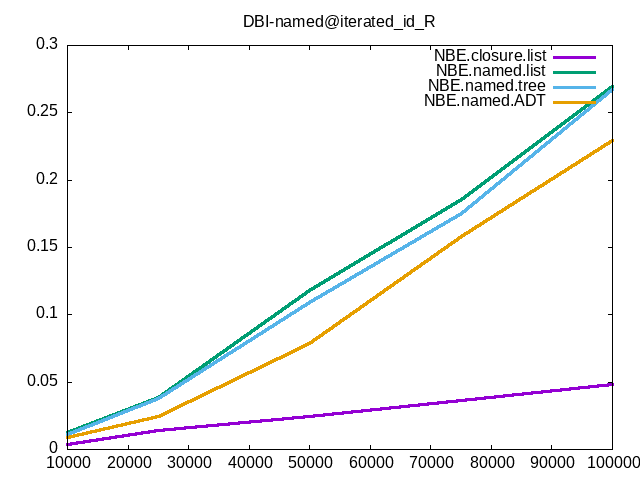 DBI-named@iterated_id_R
0.3
0.25
0.2
0.15
0.1
0.05
0
NBE.closure.list
NBE.named.list
NBE.named.tree
NBE.named.ADT
10000 20000 30000 40000 50000 60000 70000 80000 90000 100000